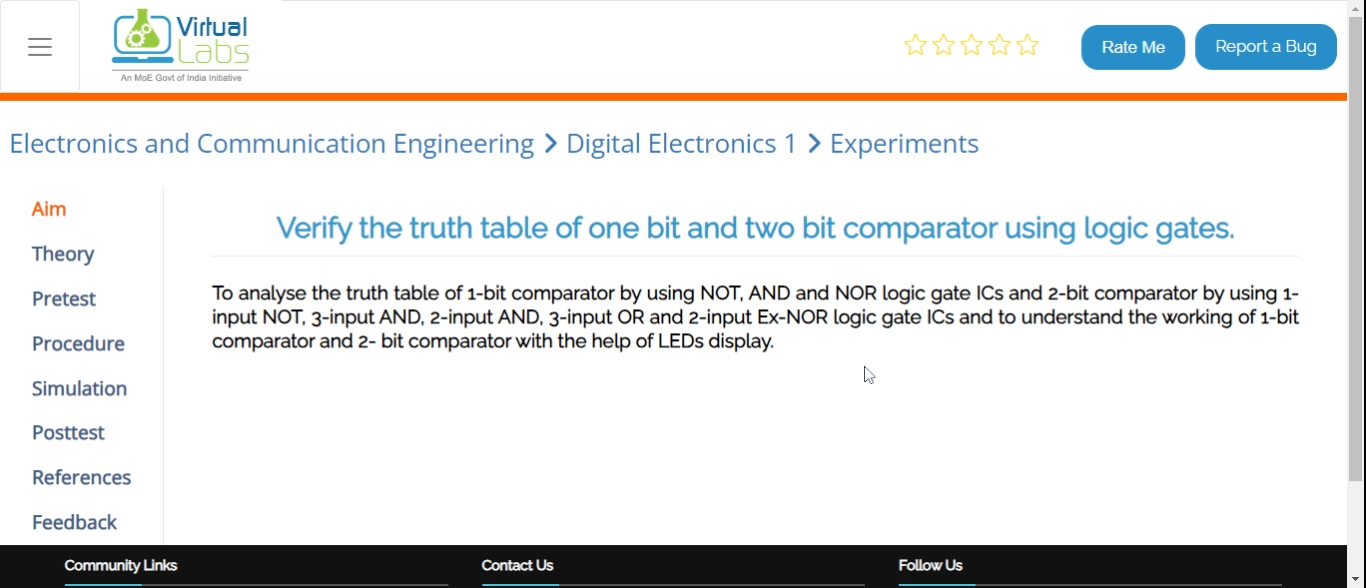 Virtual
Labs
An MoE Govt of India Initiative
Rate Me
Report a Bug
Electronics and Communication Engineering > Digital Electronics 1 > Experiments
Aim
Theory
Pretest
Procedure
Simulation
Posttest
References
Feedback
Verify the truth table of one bit and two bit comparator using logic gates.
To analyse the truth table of 1-bit comparator by using NOT, AND and NOR logic gate ICs and 2-bit comparator by using 1-
input NOT, 3-input AND, 2-input AND, 3-input OR and 2-input Ex-NOR logic gate ICs and to understand the working of 1-bit
comparator and 2- bit comparator with the help of LEDs display.
Community Links
Contact Us
Follow Us